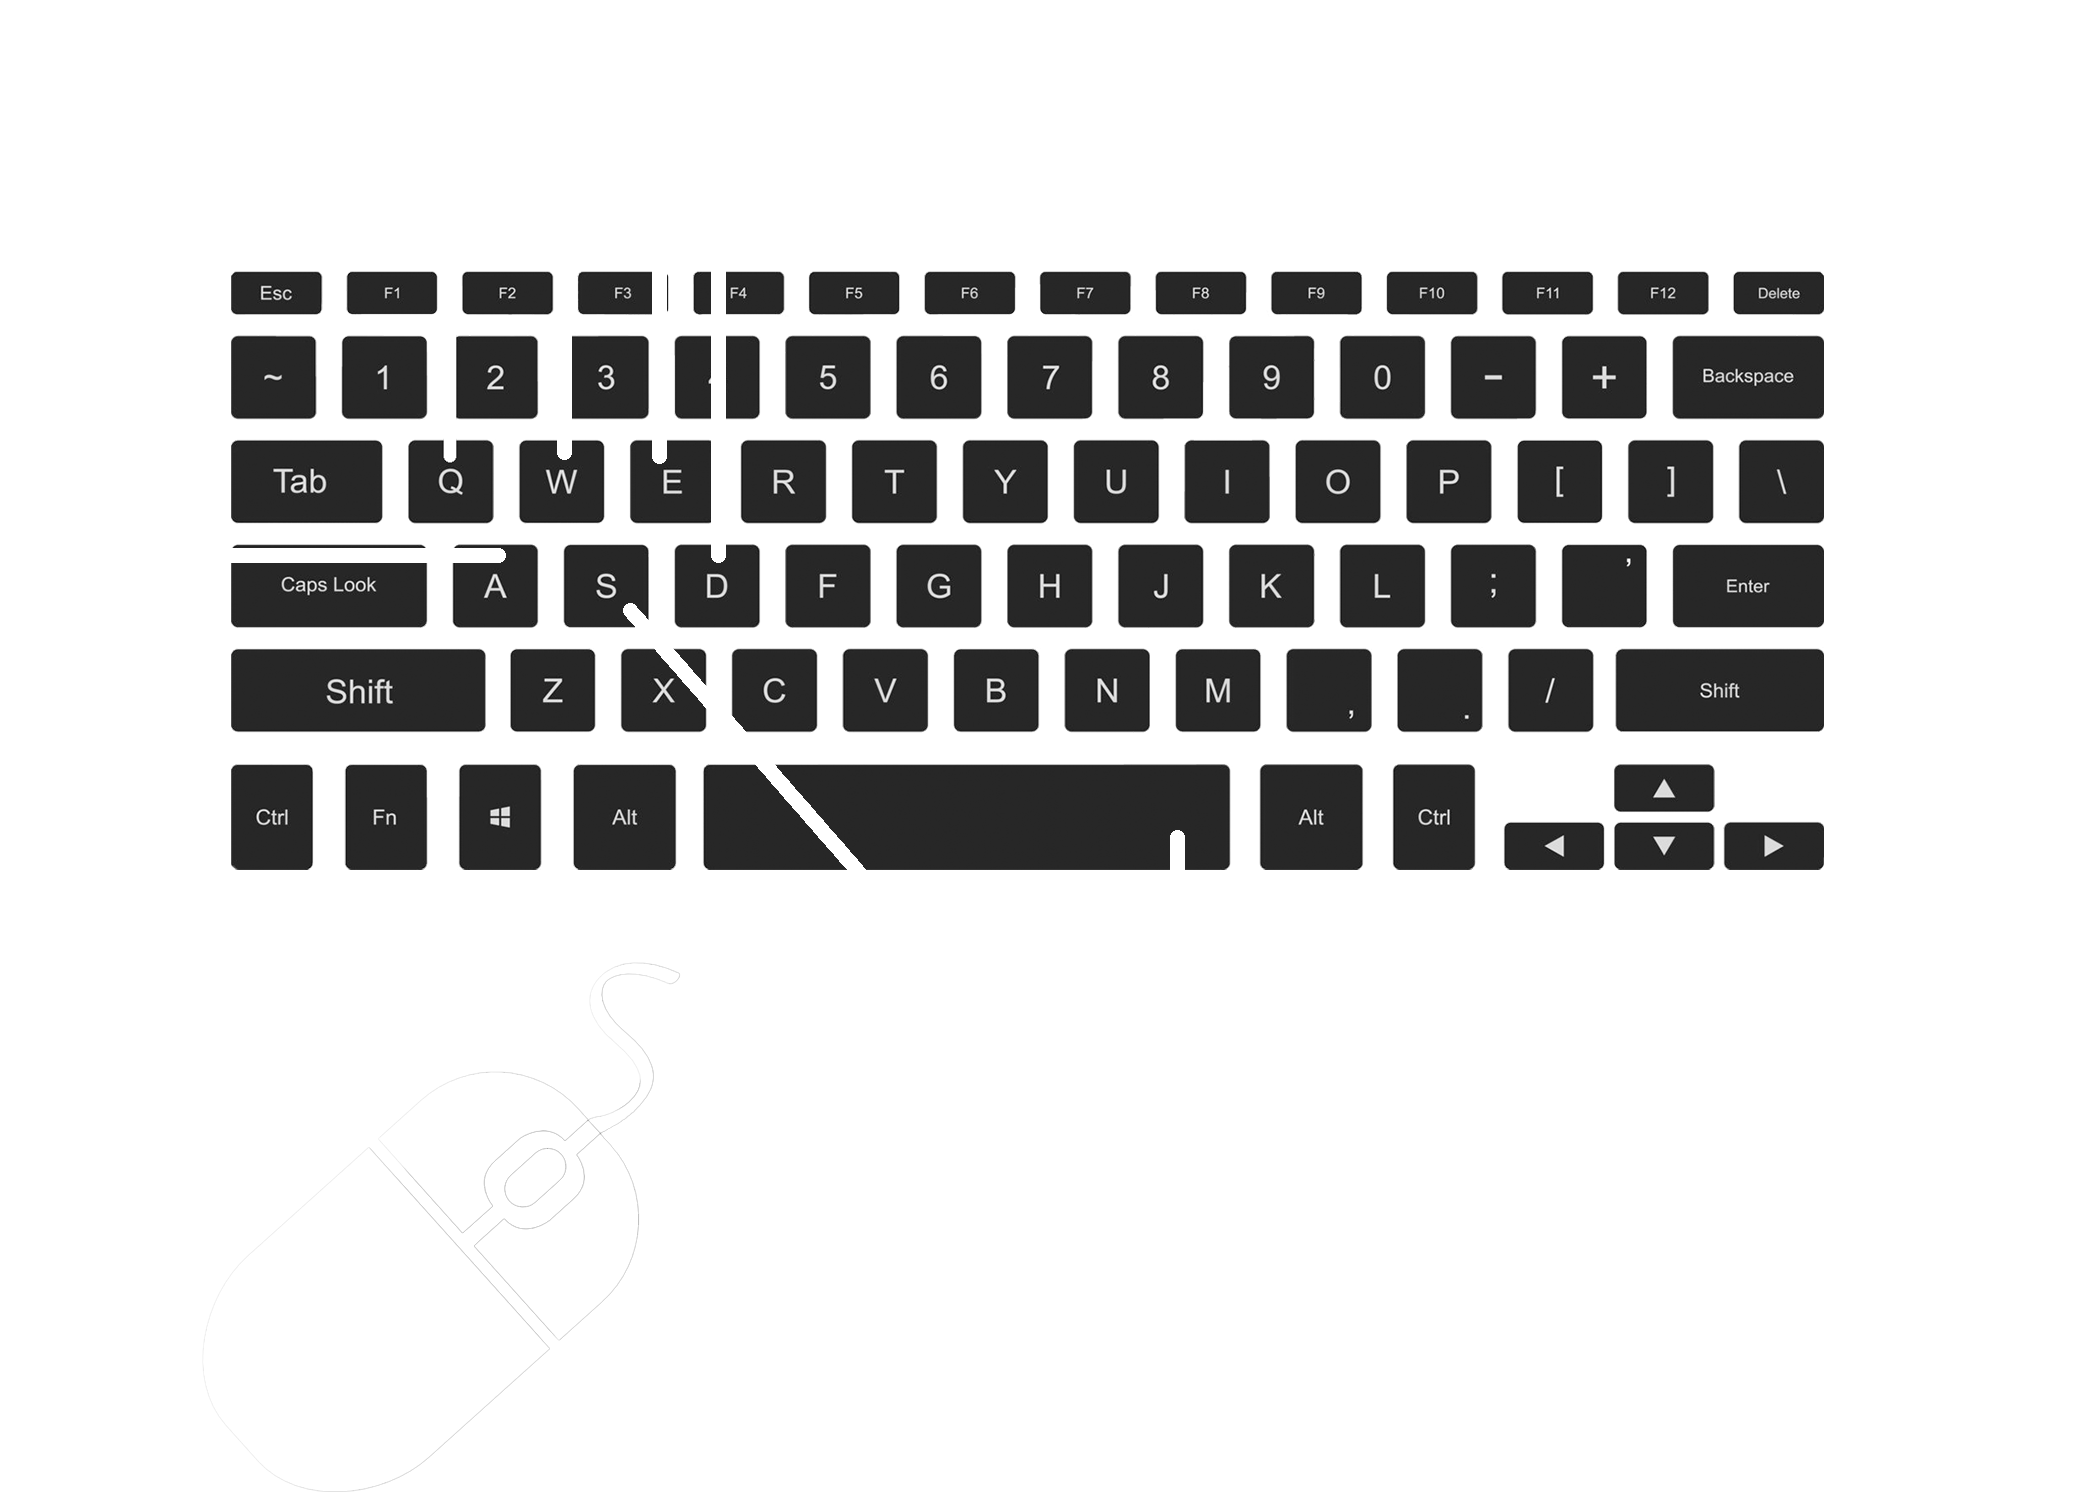 Esc F1 F2 F3 F4 F5 F6 F7 F8 F9 F10 F11 F12 Delete
~ 1 2 3 5 6 7 8 9 0 - + Backspace
Tab Q W E R T Y U I O P [ ] \
Caps Look A S D F G H J K L ; ' Enter
Shift Z X C V B N M , . / Shift
Ctrl Fn Alt Alt Ctrl